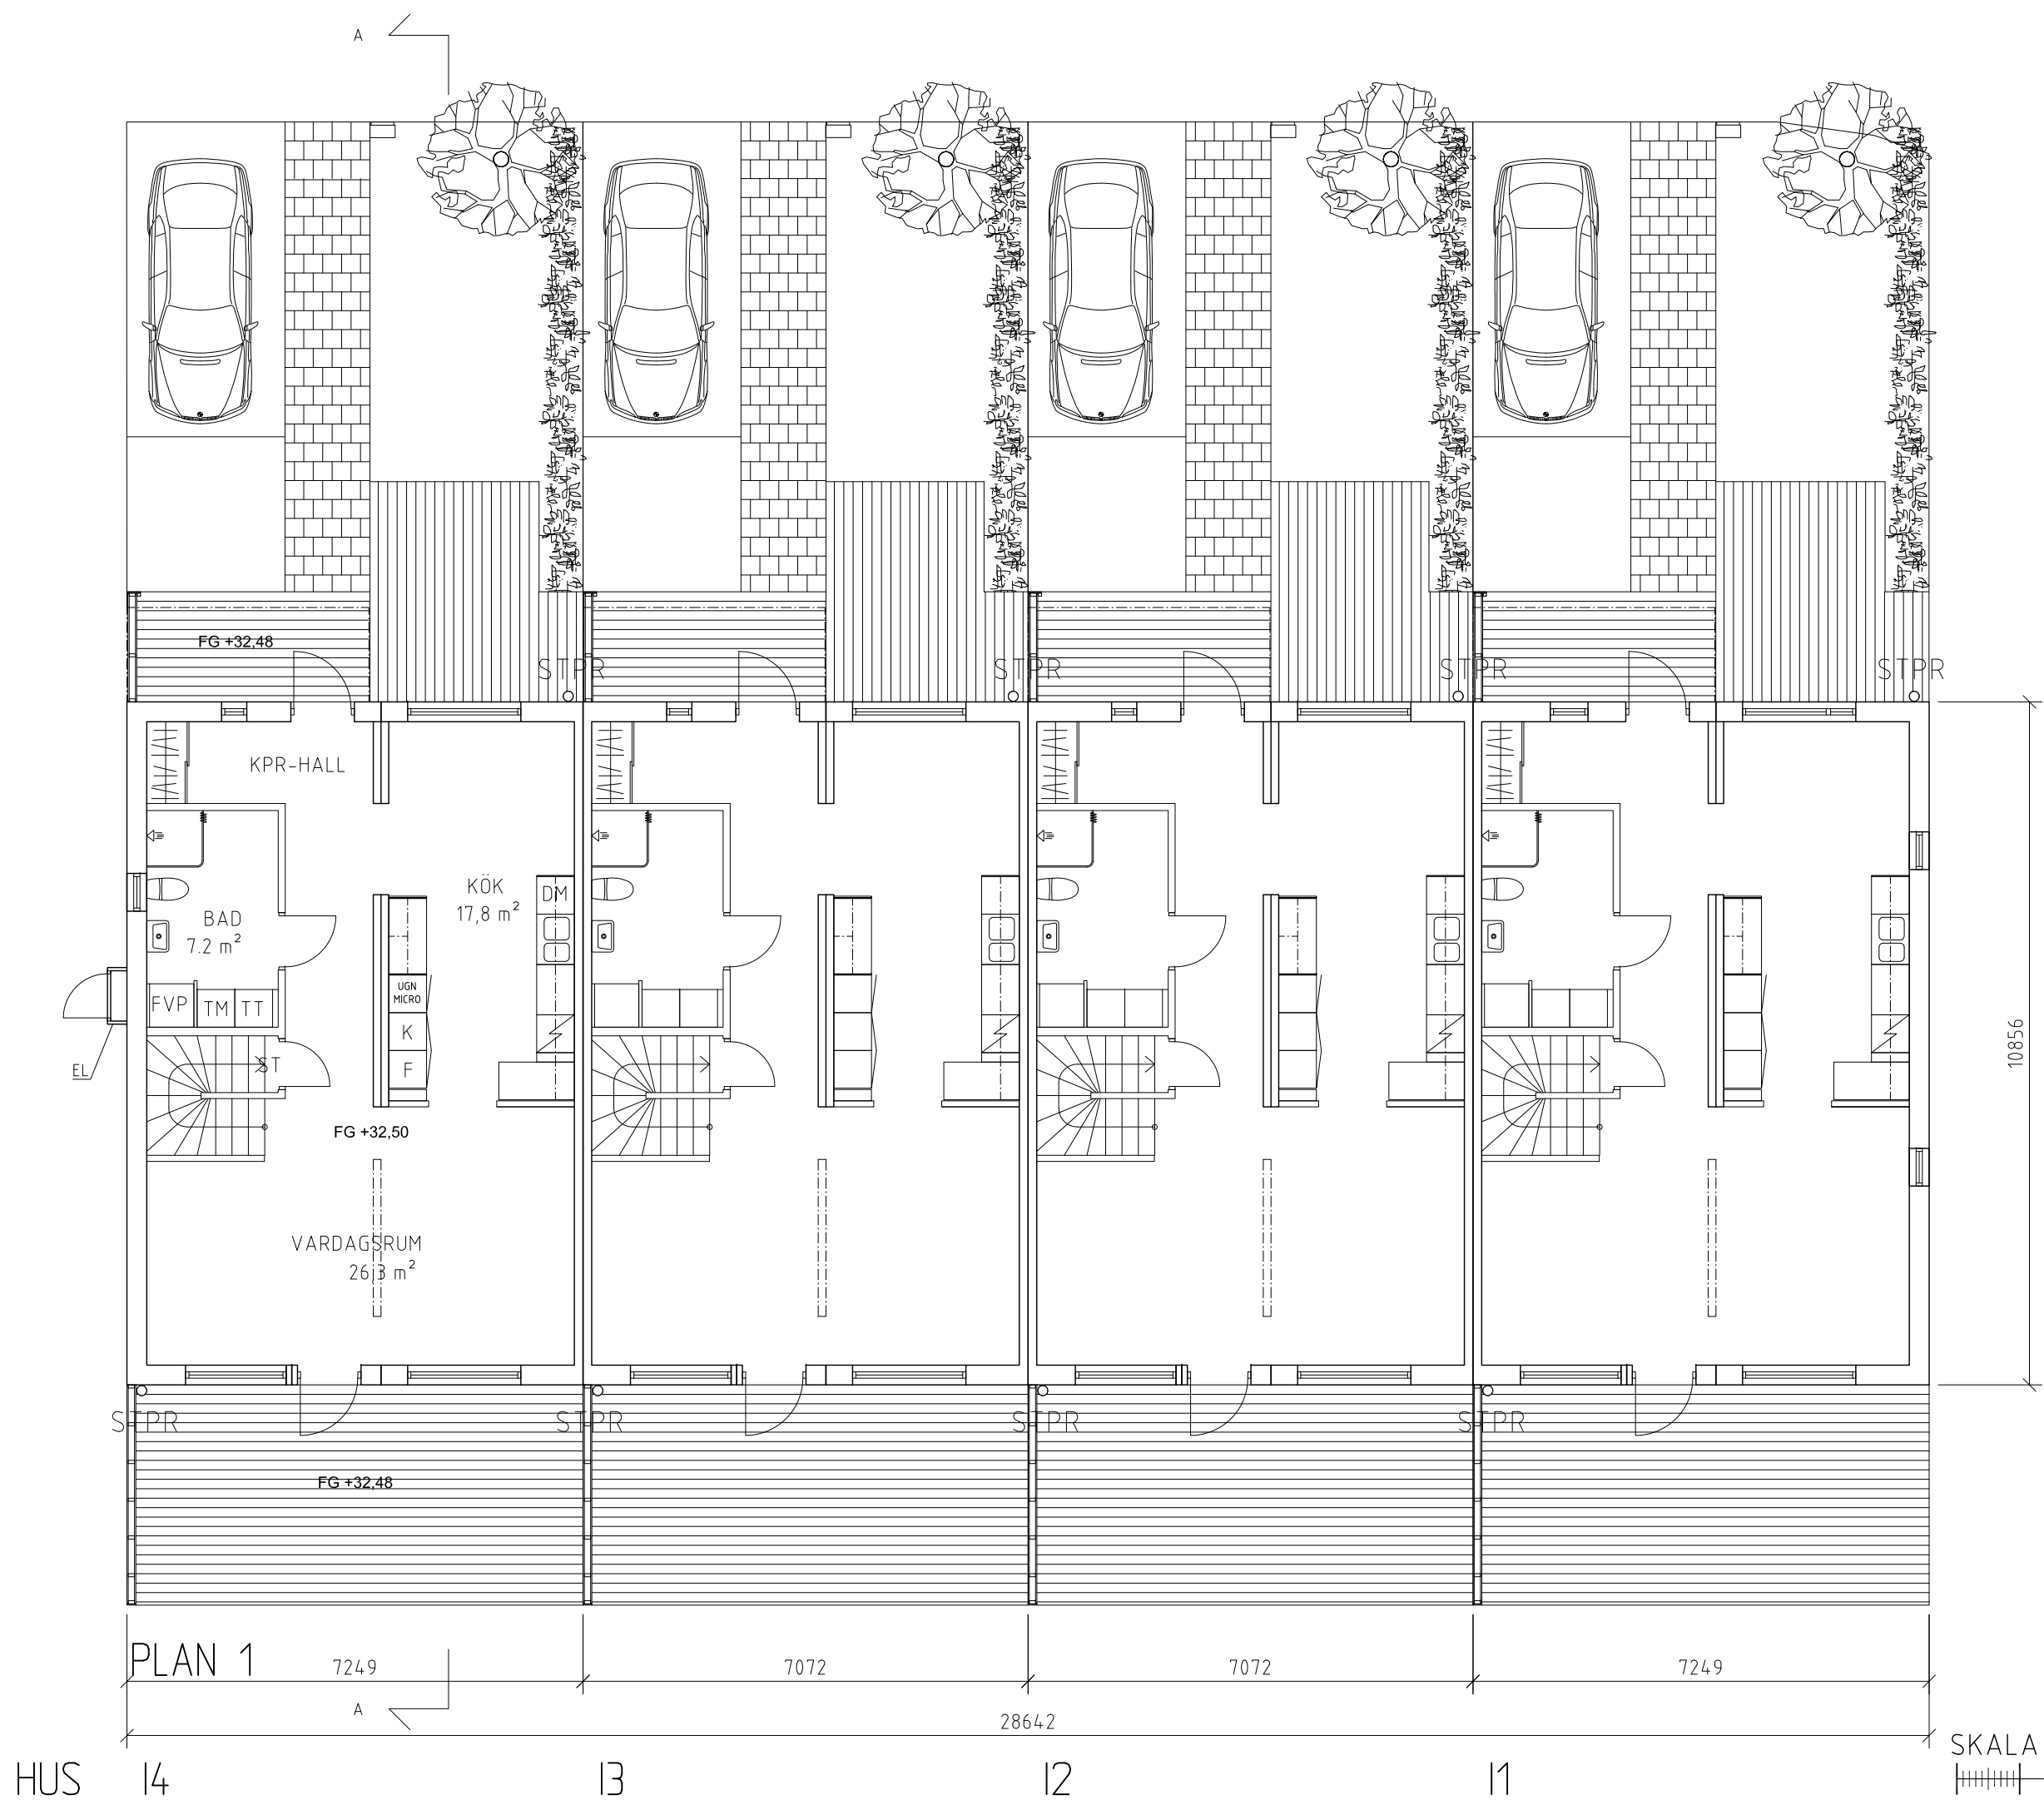 A
FG +32,48
STPR STPR STPR STPR
KPR-HALL
KÖK
17,8 m²
DM
BAD
7.2 m²
FVP TM TT
UGN
MICRO
K
F
ST
EL
FG +32,50
10856
VARDAGSRUM
26,3 m²
STPR STPR STPR STPR
FG +32,48
PLAN 1
7249 7072 7072 7249
A
28642
SKALA
HUS I4 I3 I2 I1